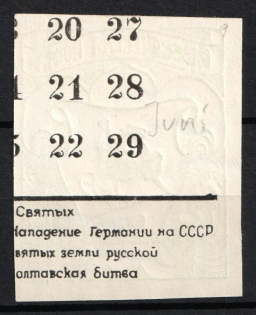 20 27
21 28
Juni
22 29
Святых
Нападение Германии на СССР
вятых земли русской
олтавская битва